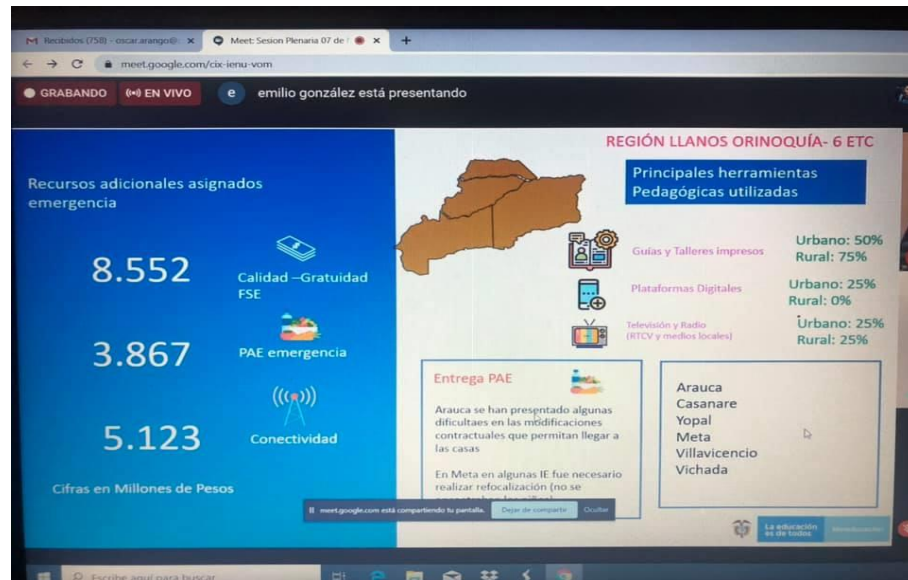 Recibidos (758) - oscar.arango@
Meet: Sesion Plenaria 07 de
meet.google.com/cix-ienu-vom
GRABANDO
EN VIVO
e
emilio gonzález está presentando
Recursos adicionales asignados
emergencia
8.552
Calidad –Gratuidad
FSE
3.867
PAE emergencia
5.123
Conectividad
Cifras en Millones de Pesos
REGIÓN LLANOS ORINOQUÍA- 6 ETC
Principales herramientas
Pedagógicas utilizadas
Guías y Talleres impresos
Urbano: 50%
Rural: 75%
Plataformas Digitales
Urbano: 25%
Rural: 0%
Televisión y Radio
(RTCV y medios locales)
Urbano: 25%
Rural: 25%
Entrega PAE
Arauca se han presentado algunas
dificultaes en las modificaciones
contractuales que permitan llegar a
las casas
En Meta en algunas IE fue necesario
realizar refocalización (no se
Arauca
Casanare
Yopal
Meta
Villavicencio
Vichada
meet.google.com está compartiendo tu pantalla.
Dejar de compartir
Ocultar
La educación
es de todos
Mineducación
Escribe aquí para buscar